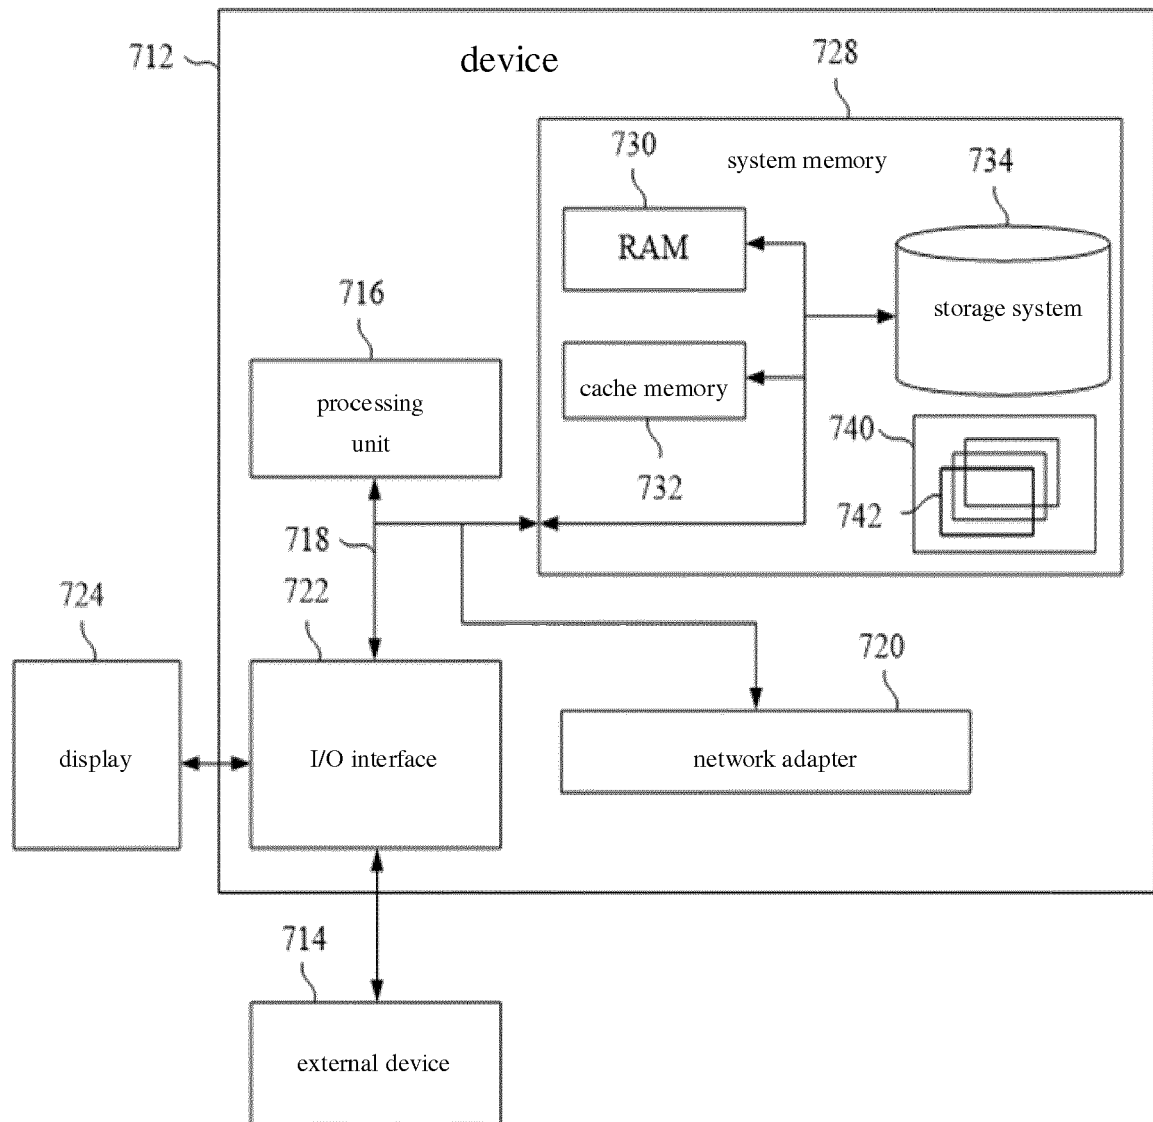 712
device
728
730
system memory
734
RAM
716
storage system
processing
unit
cache memory
740
732
742
718
722
724
720
display
I/O interface
network adapter
714
external device